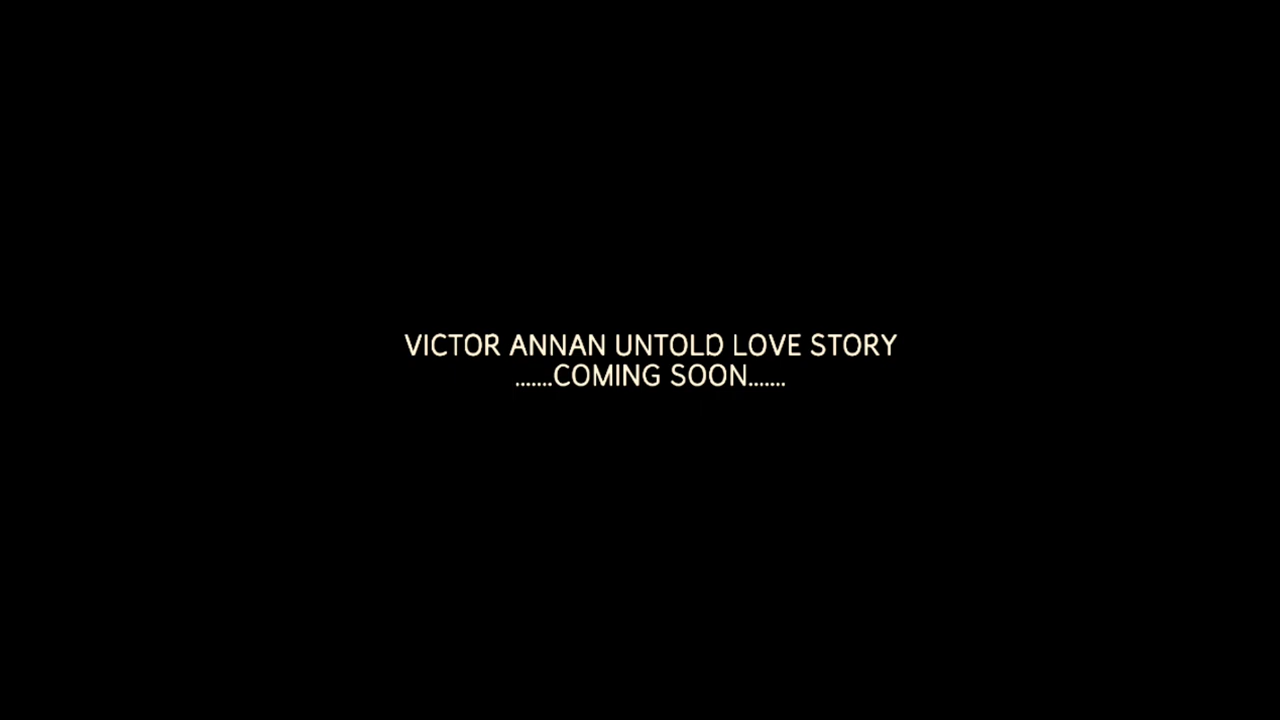 VICTOR ANNAN UNTOLD LOVE STORY
.......COMING SOON.......